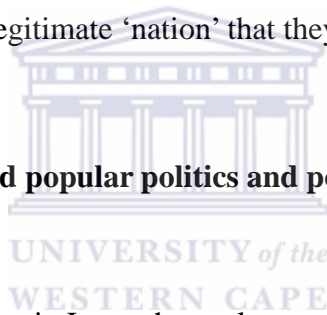 egitimate ‘nation’ that they
d popular politics and po
UNIVERSITY of the
WESTERN CAPE